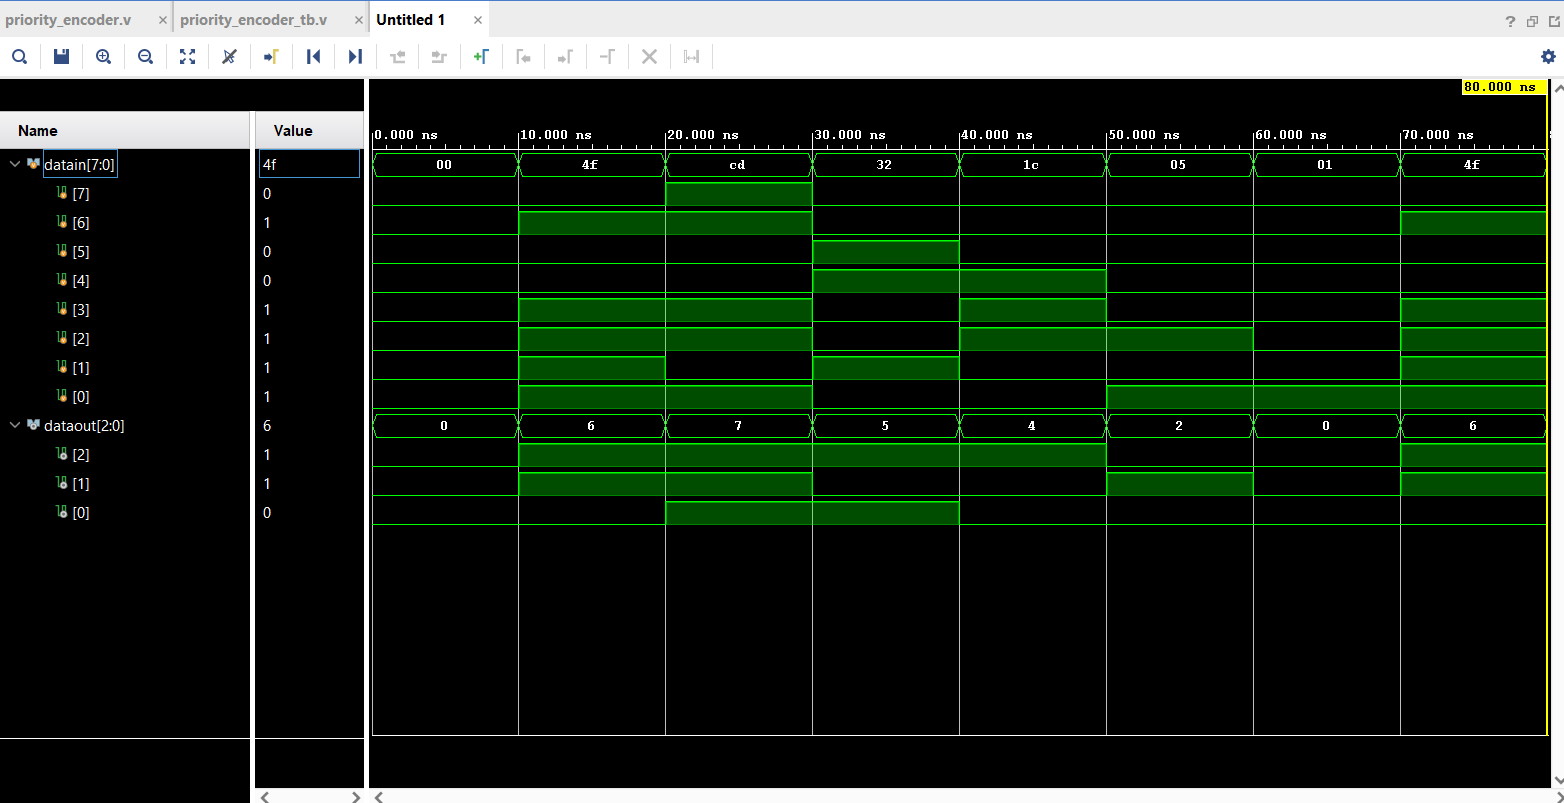 priority_encoder.v × priority_encoder_tb.v × Untitled 1 ×
?
80.000 ns
Name Value
0.000 ns 10.000 ns 20.000 ns 30.000 ns 40.000 ns 50.000 ns 60.000 ns 70.000 ns
datain[7:0] 4f 00 4f cd 32 1c 05 01 4f
[7] 0
[6] 1
[5] 0
[4] 0
[3] 1
[2] 1
[1] 1
[0] 1
dataout[2:0] 6 0 6 7 5 4 2 0 6
[2] 1
[1] 1
[0] 0